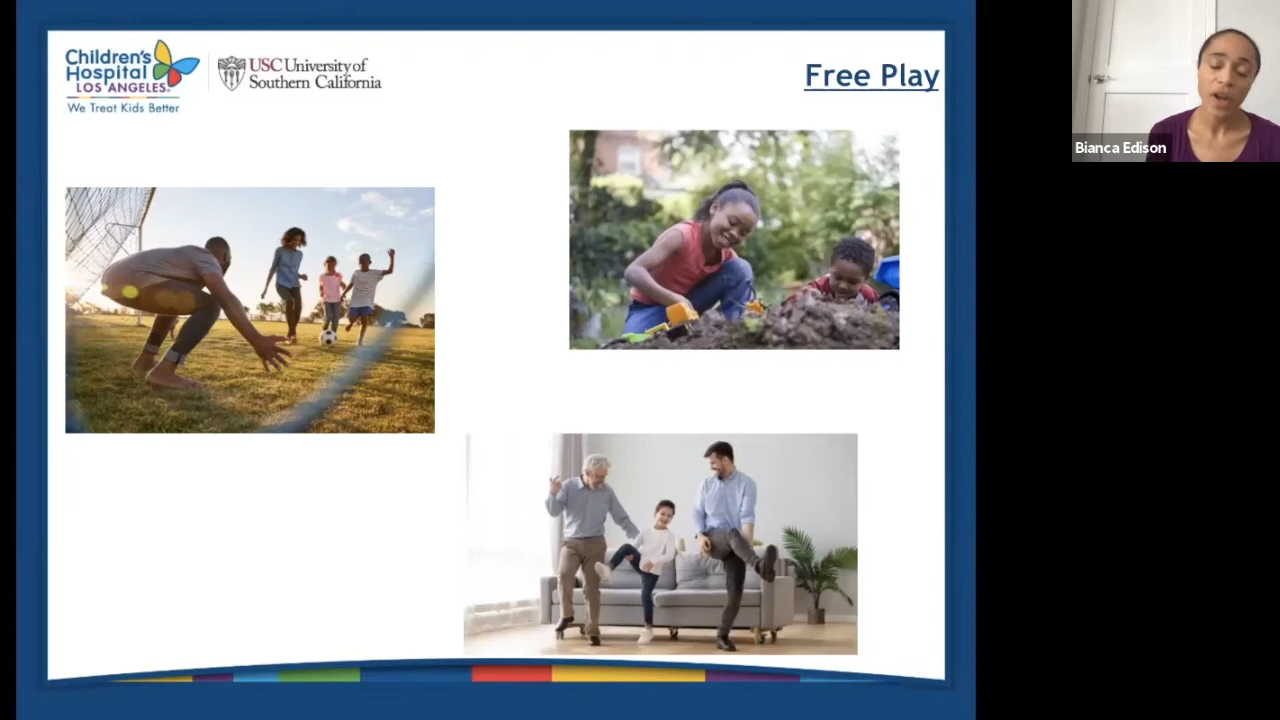 Children's
Hospital
LOS ANGELES
We Treat Kids Better
USC University of
Southern California
Free Play
Bianca Edison